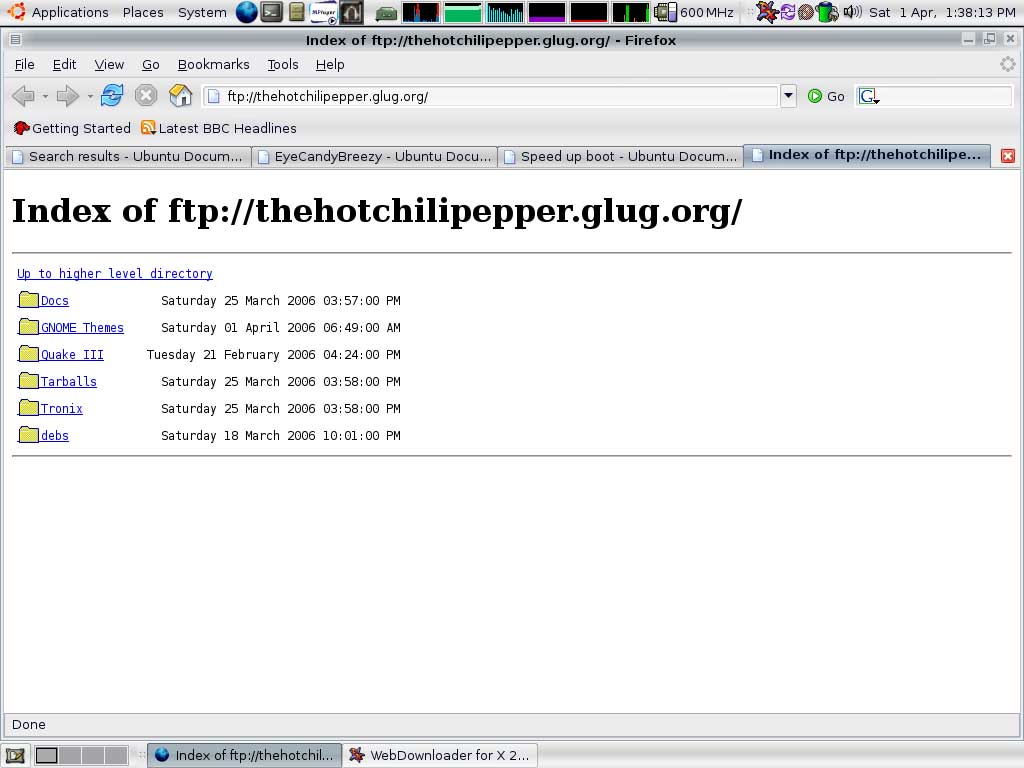 Applications Places System 600 MHz Sat 1 Apr, 1:38:13 PM
Index of ftp://thehotchilipepper.glug.org/ - Firefox
File Edit View Go Bookmarks Tools Help
ftp://thehotchilipepper.glug.org/ Go G
Getting Started Latest BBC Headlines
Search results - Ubuntu Docum... EyeCandyBreezy - Ubuntu Docu... Speed up boot - Ubuntu Docum... Index of ftp://thehotchilipe...
Index of ftp://thehotchilipepper.glug.org/
Up to higher level directory
Docs Saturday 25 March 2006 03:57:00 PM
GNOME Themes Saturday 01 April 2006 06:49:00 AM
Quake III Tuesday 21 February 2006 04:24:00 PM
Tarballs Saturday 25 March 2006 03:58:00 PM
Tronix Saturday 25 March 2006 03:58:00 PM
debs Saturday 18 March 2006 10:01:00 PM
Done
Index of ftp://thehotchil... WebDownloader for X 2...